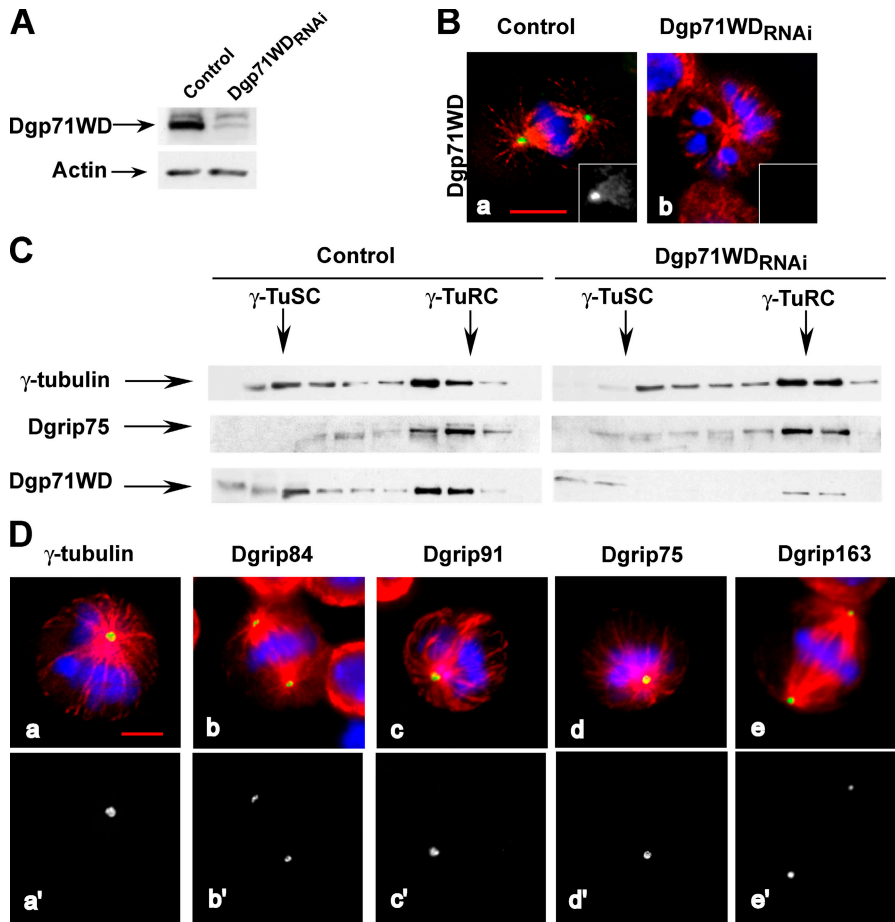 A
Control
Dgp71WDRNAi
Dgp71WD
Actin
B
Control
Dgp71WDRNAi
Dgp71WD
a
b
C
Control
Dgp71WDRNAi
γ-TuSC
γ-TuRC
γ-TuSC
γ-TuRC
γ-tubulin
Dgrip75
Dgp71WD
D
γ-tubulin
Dgrip84
Dgrip91
Dgrip75
Dgrip163
a
b
c
d
e
a'
b'
c'
d'
e'